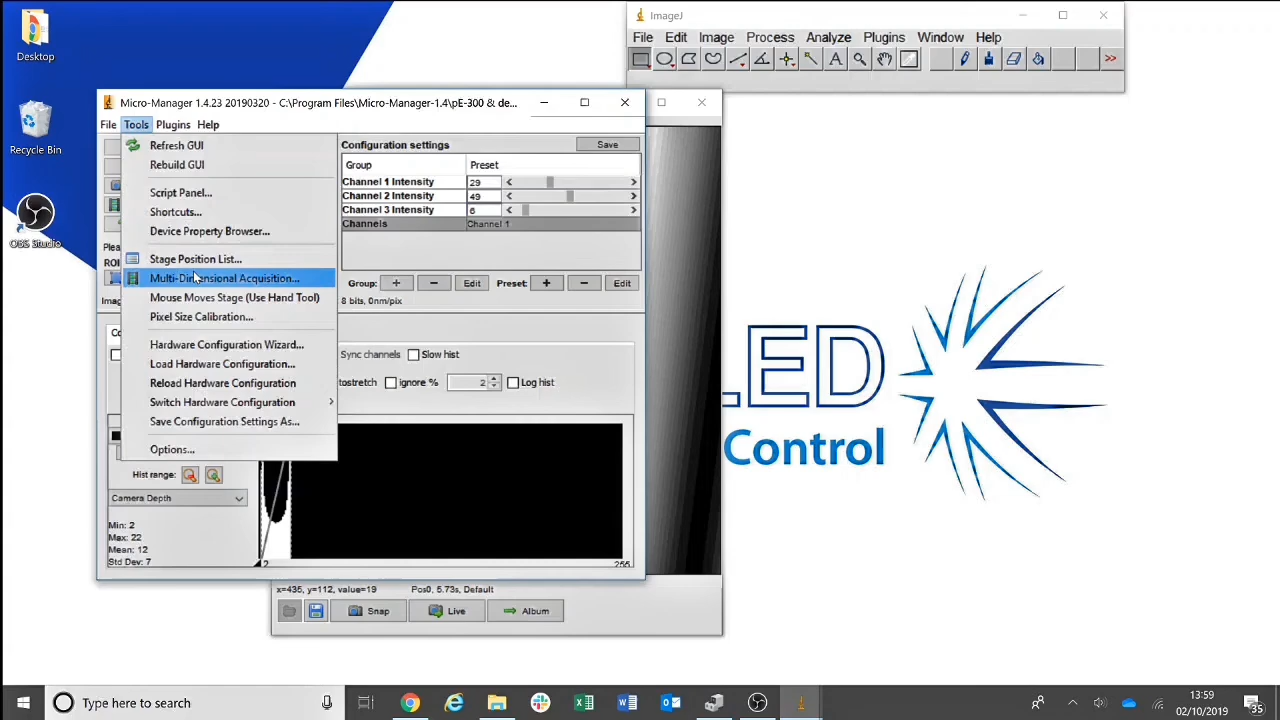 Desktop
Recycle Bin
OBS Studio
ImageJ
File Edit Image Process Analyze Plugins Window Help
A >>
Micro-Manager 1.4.23 20190320 - C:\Program Files\Micro-Manager-1.4\pE-300 & de...
File Tools Plugins Help
Refresh GUI
Rebuild GUI
Script Panel...
Shortcuts...
Device Property Browser...
Stage Position List...
Multi-Dimensional Acquisition...
Mouse Moves Stage (Use Hand Tool)
Pixel Size Calibration...
Hardware Configuration Wizard...
Load Hardware Configuration...
Reload Hardware Configuration
Switch Hardware Configuration
Save Configuration Settings As...
Options...
Configuration settings Save
Group Preset
Channel 1 Intensity 29
Channel 2 Intensity 49
Channel 3 Intensity 6
Channels Channel 1
Group: + - Edit Preset: + - Edit
8 bits, 0nm/pix
Plea
ROI
Imag
Co
Sync channels Slow hist
tostretch ignore % 2 Log hist
Hist range:
Camera Depth
Min: 2
Max: 22
Mean: 12
Std Dev: 7
2 255
x=435, y=112, value=19 Pos0, 5.73s, Default
Snap Live Album
LED
Control
Type here to search
13:59
02/10/2019
35